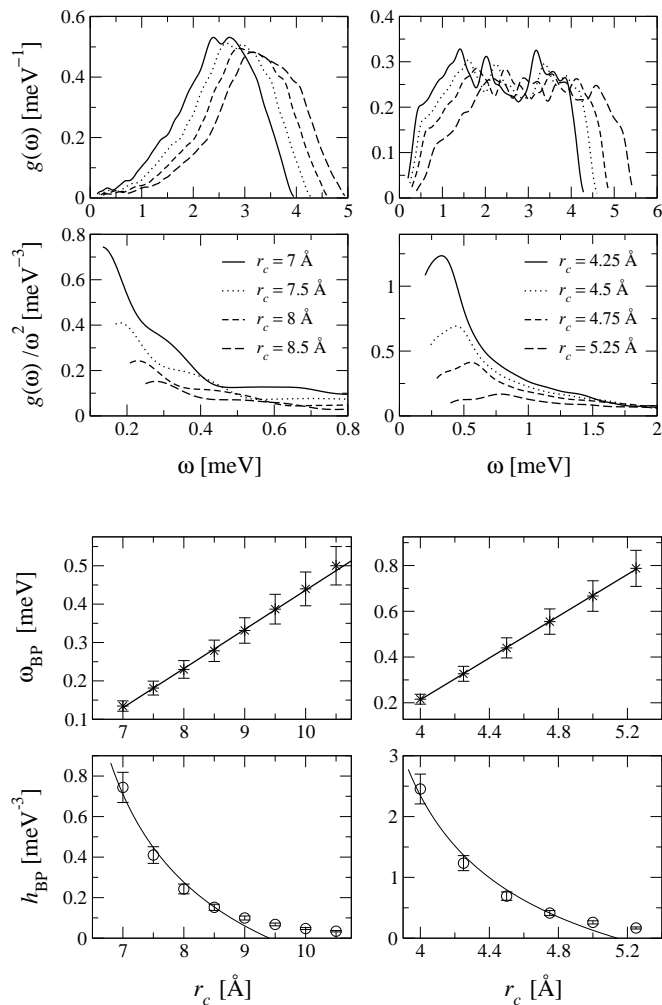 g(ω) [meV⁻¹]
0.6
0.4
0.2
0
0 1 2 3 4 5
0.4
0.3
0.2
0.1
0
0 1 2 3 4 5 6
g(ω)/ω² [meV⁻³]
0.8
0.6
0.4
0.2
0
r_c = 7 Å
r_c = 7.5 Å
r_c = 8 Å
r_c = 8.5 Å
0.2 0.4 0.6 0.8
ω [meV]
1.5
1
0.5
0
r_c = 4.25 Å
r_c = 4.5 Å
r_c = 4.75 Å
r_c = 5.25 Å
0 0.5 1 1.5 2
ω [meV]
ω_BP [meV]
0.5
0.4
0.3
0.2
0.1
7 8 9 10
0.8
0.6
0.4
0.2
4 4.4 4.8 5.2
h_BP [meV⁻³]
0.8
0.6
0.4
0.2
0
7 8 9 10
r_c [Å]
3
2
1
0
4 4.4 4.8 5.2
r_c [Å]